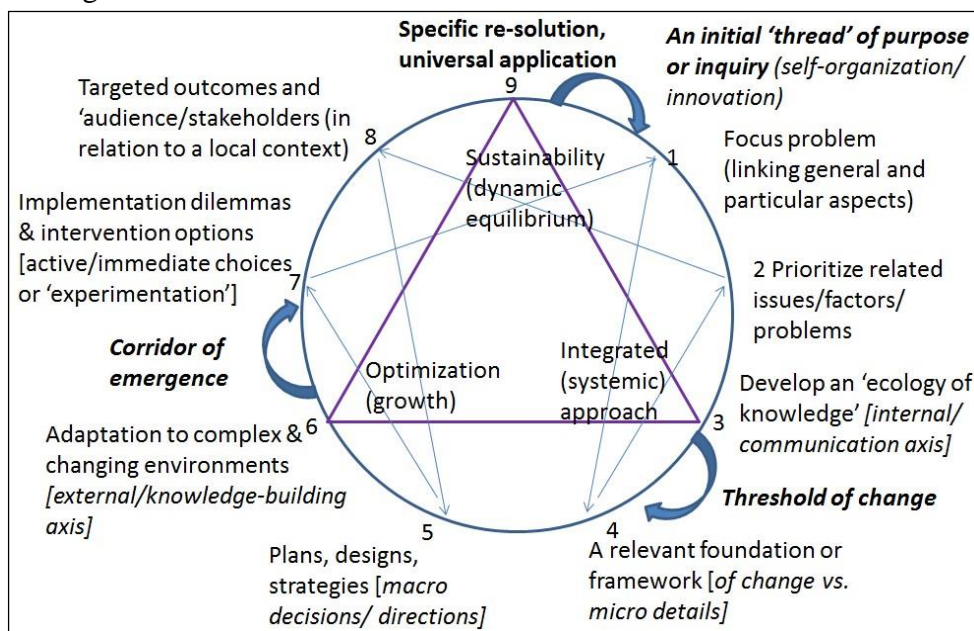 Specific re-solution,
universal application
9
An initial ‘thread’ of purpose
or inquiry (self-organization/
innovation)
Targeted outcomes and
‘audience/stakeholders (in
relation to a local context)
8
Sustainability
(dynamic
equilibrium)
1
Focus problem
(linking general and
particular aspects)
Implementation dilemmas
& intervention options
[active/immediate choices
or ‘experimentation’]
7
2 Prioritize related
issues/factors/
problems
Corridor of
emergence
Optimization
(growth)
Integrated
(systemic)
approach
Develop an ‘ecology of
knowledge’ [internal/
communication axis]
3
6
Adaptation to complex &
changing environments
[external/knowledge-building
axis]
Threshold of change
5
Plans, designs,
strategies [macro
decisions/ directions]
4
A relevant foundation or
framework [of change vs.
micro details]